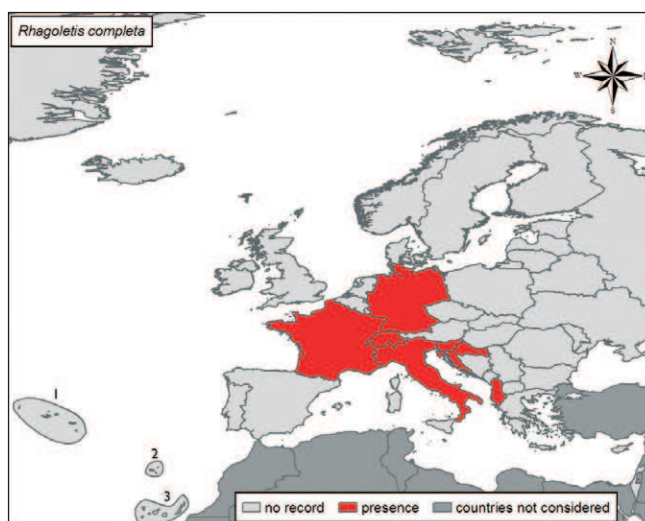 Rhagoletis completa
N
W
E
S
1
2
3
no record
presence
countries not considered